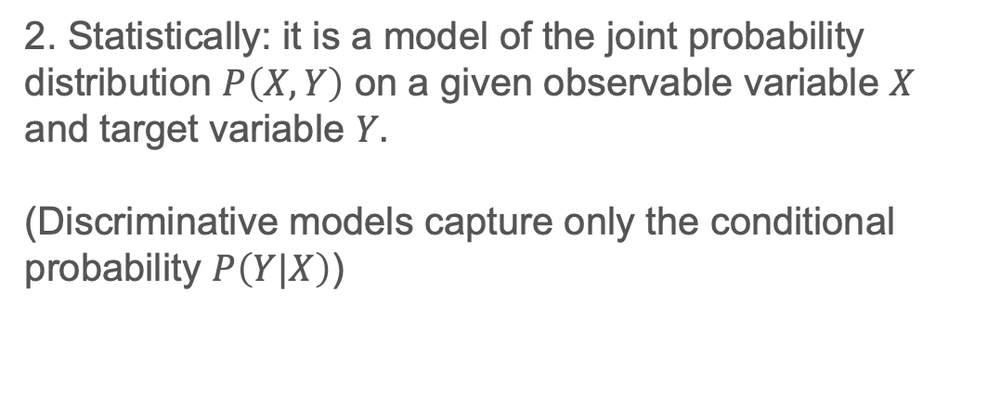 2. Statistically: it is a model of the joint probability
distribution P(X, Y) on a given observable variable X
and target variable Y.
(Discriminative models capture only the conditional
probability P(Y|X))